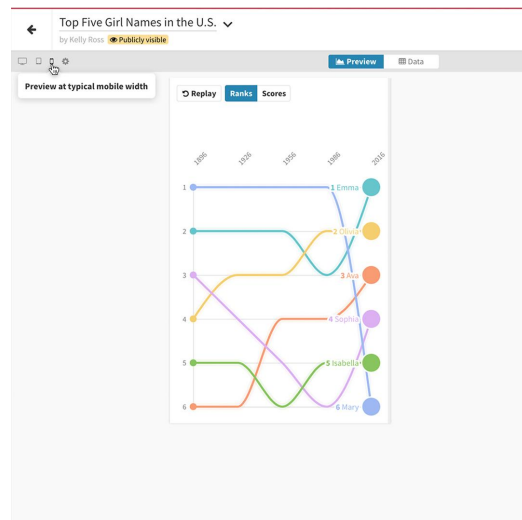 Top Five Girl Names in the U.S.
by Kelly Ross Publicly visible
Preview Data
Preview at typical mobile width
Replay Ranks Scores
1896 1926 1956 1986 2016
1 1 Emma
2 2 Olivia
3 3 Ava
4 4 Sophia
5 5 Isabella
6 6 Mary